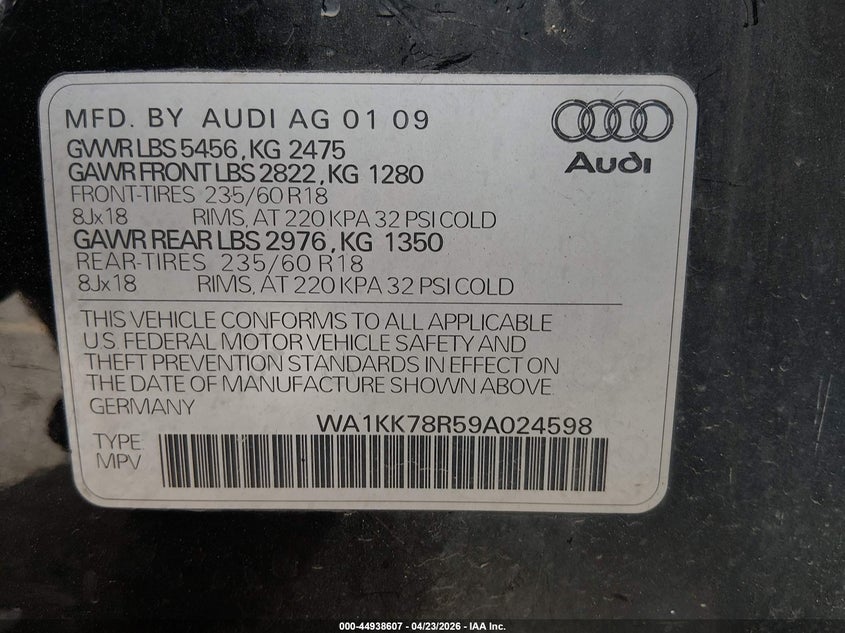 MFD. BY AUDI AG 01 09
Audi
GVWR LBS 5456, KG 2475
GAWR FRONT LBS 2822, KG 1280
FRONT-TIRES 235/60 R18
8Jx18 RIMS, AT 220 KPA 32 PSI COLD
GAWR REAR LBS 2976, KG 1350
REAR-TIRES 235/60 R18
8Jx18 RIMS, AT 220 KPA 32 PSI COLD
THIS VEHICLE CONFORMS TO ALL APPLICABLE
U.S. FEDERAL MOTOR VEHICLE SAFETY AND
THEFT PREVENTION STANDARDS IN EFFECT ON
THE DATE OF MANUFACTURE SHOWN ABOVE.
GERMANY
WA1KK78R59A024598
TYPE
MPV
000-44938607 - 04/23/2026 - IAA Inc.